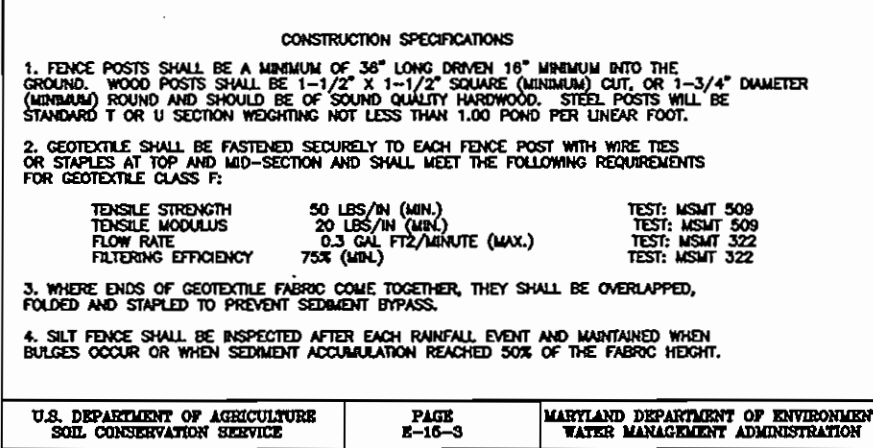 CONSTRUCTION SPECIFICATIONS
1. FENCE POSTS SHALL BE A MINIMUM OF 36" LONG DRIVEN 16" MINIMUM INTO THE
GROUND. WOOD POSTS SHALL BE 1-1/2" X 1-1/2" SQUARE (MINIMUM) CUT, OR 1-3/4" DIAMETER
(MINIMUM) ROUND AND SHOULD BE OF SOUND QUALITY HARDWOOD. STEEL POSTS WILL BE
STANDARD T OR U SECTION WEIGHTING NOT LESS THAN 1.00 POND PER LINEAR FOOT.
2. GEOTEXTILE SHALL BE FASTENED SECURELY TO EACH FENCE POST WITH WIRE TIES
OR STAPLES AT TOP AND MID-SECTION AND SHALL MEET THE FOLLOWING REQUIREMENTS
FOR GEOTEXTILE CLASS F:
TENSILE STRENGTH 50 LBS/IN (MIN.) TEST: MSMT 509
TENSILE MODULUS 20 LBS/IN (MIN.) TEST: MSMT 509
FLOW RATE 0.3 GAL FT2/MINUTE (MAX.) TEST: MSMT 322
FILTERING EFFICIENCY 75% (MIN.) TEST: MSMT 322
3. WHERE ENDS OF GEOTEXTILE FABRIC COME TOGETHER, THEY SHALL BE OVERLAPPED,
FOLDED AND STAPLED TO PREVENT SEDIMENT BYPASS.
4. SILT FENCE SHALL BE INSPECTED AFTER EACH RAINFALL EVENT AND MAINTAINED WHEN
BULGES OCCUR OR WHEN SEDIMENT ACCUMULATION REACHED 50% OF THE FABRIC HEIGHT.
U.S. DEPARTMENT OF AGRICULTURE
SOIL CONSERVATION SERVICE
PAGE
E-15-3
MARYLAND DEPARTMENT OF ENVIRONMEN
WATER MANAGEMENT ADMINISTRATION